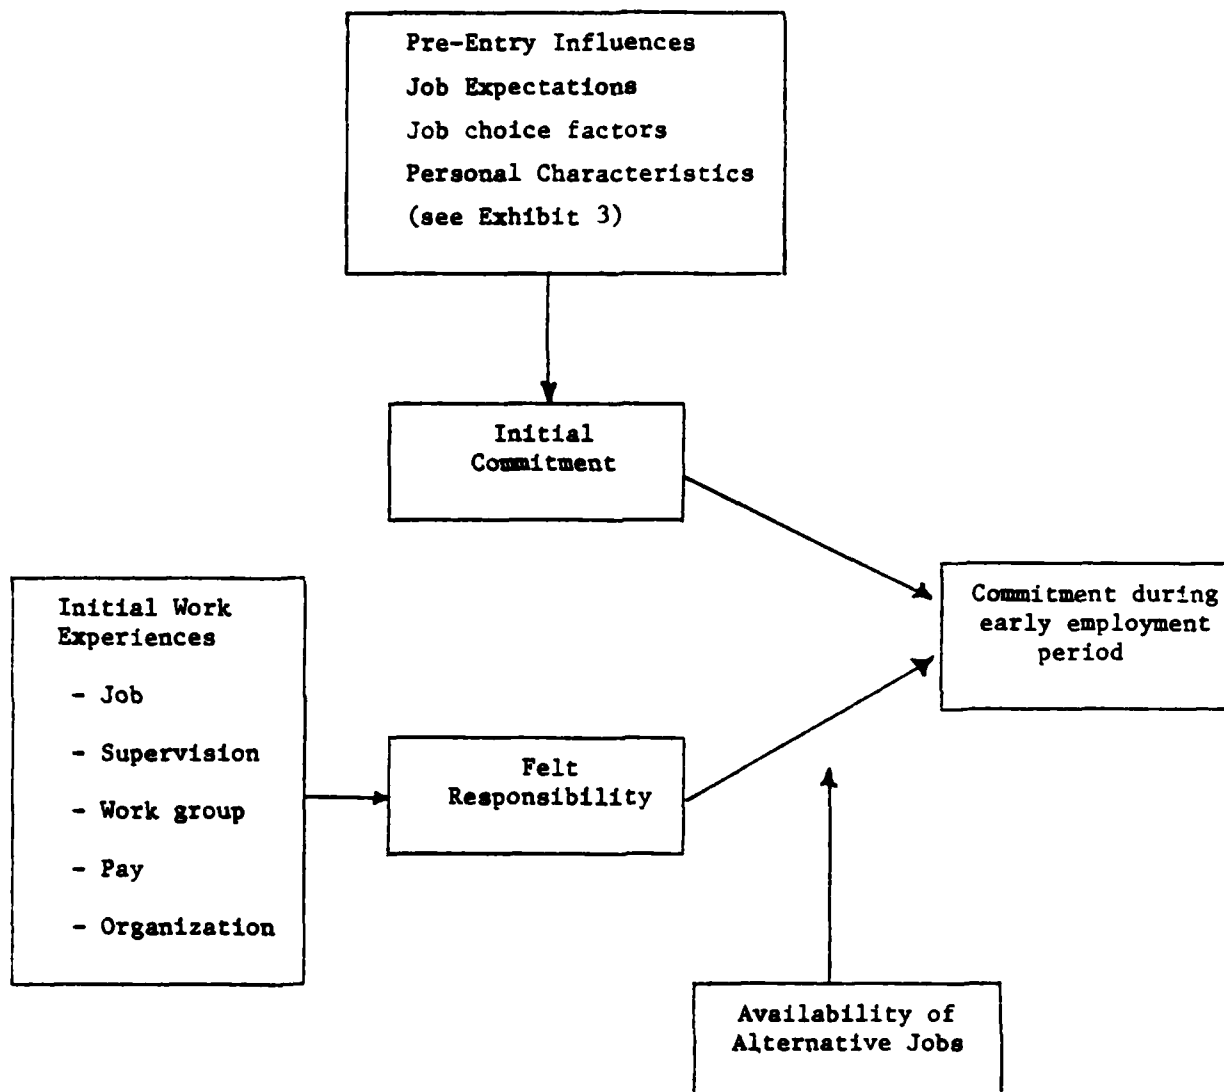 Pre-Entry Influences
Job Expectations
Job choice factors
Personal Characteristics
(see Exhibit 3)
Initial
Commitment
Initial Work
Experiences
- Job
- Supervision
- Work group
- Pay
- Organization
Felt
Responsibility
Commitment during
early employment
period
Availability of
Alternative Jobs